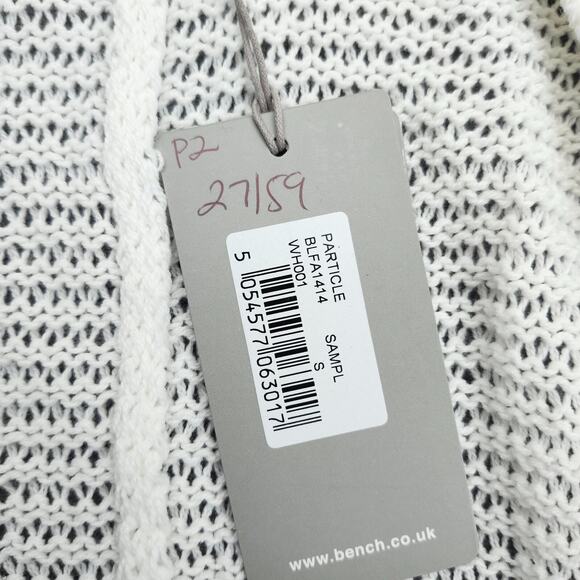 P2
27/59
PARTICLE
BLFA1414 SAMPL
WH001 S
5 054577 063017
www.bench.co.uk